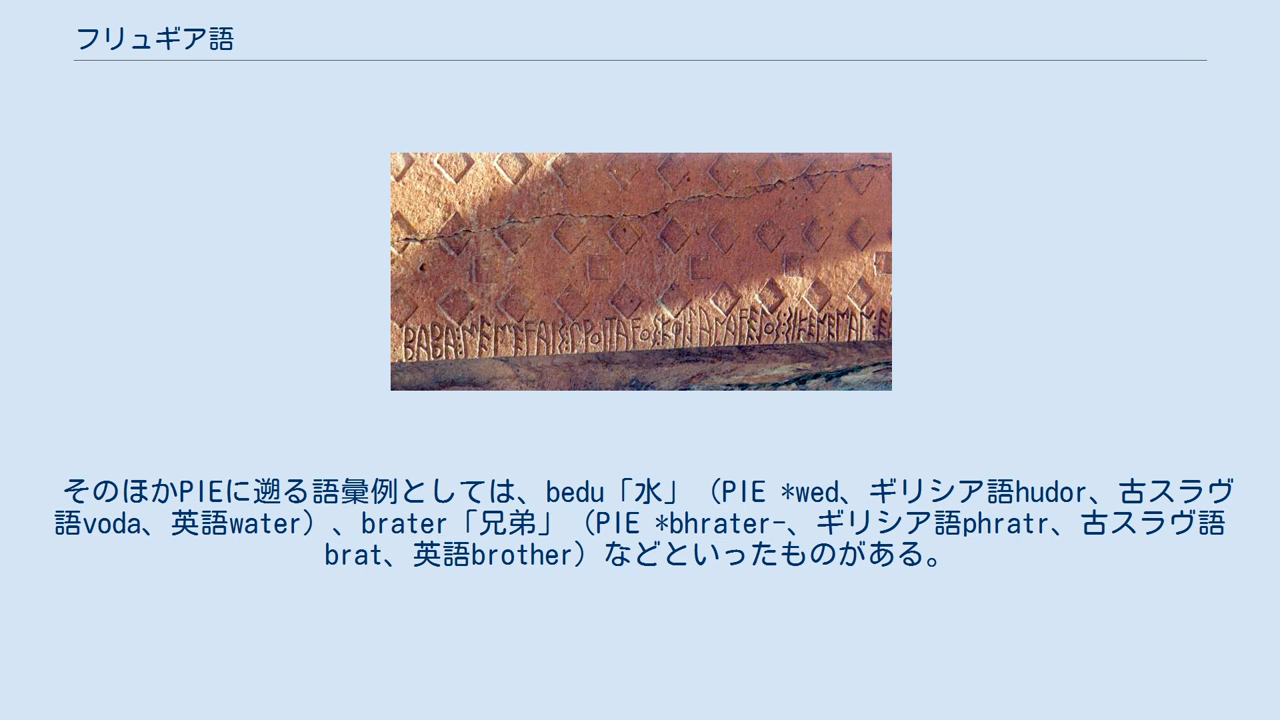 フリュギア語
そのほかPIEに遡る語彙例としては、bedu「水」（PIE *wed、ギリシア語hudor、古スラヴ
語voda、英語water）、brater「兄弟」（PIE *bhrater-、ギリシア語phratr、古スラヴ語
brat、英語brother）などといったものがある。